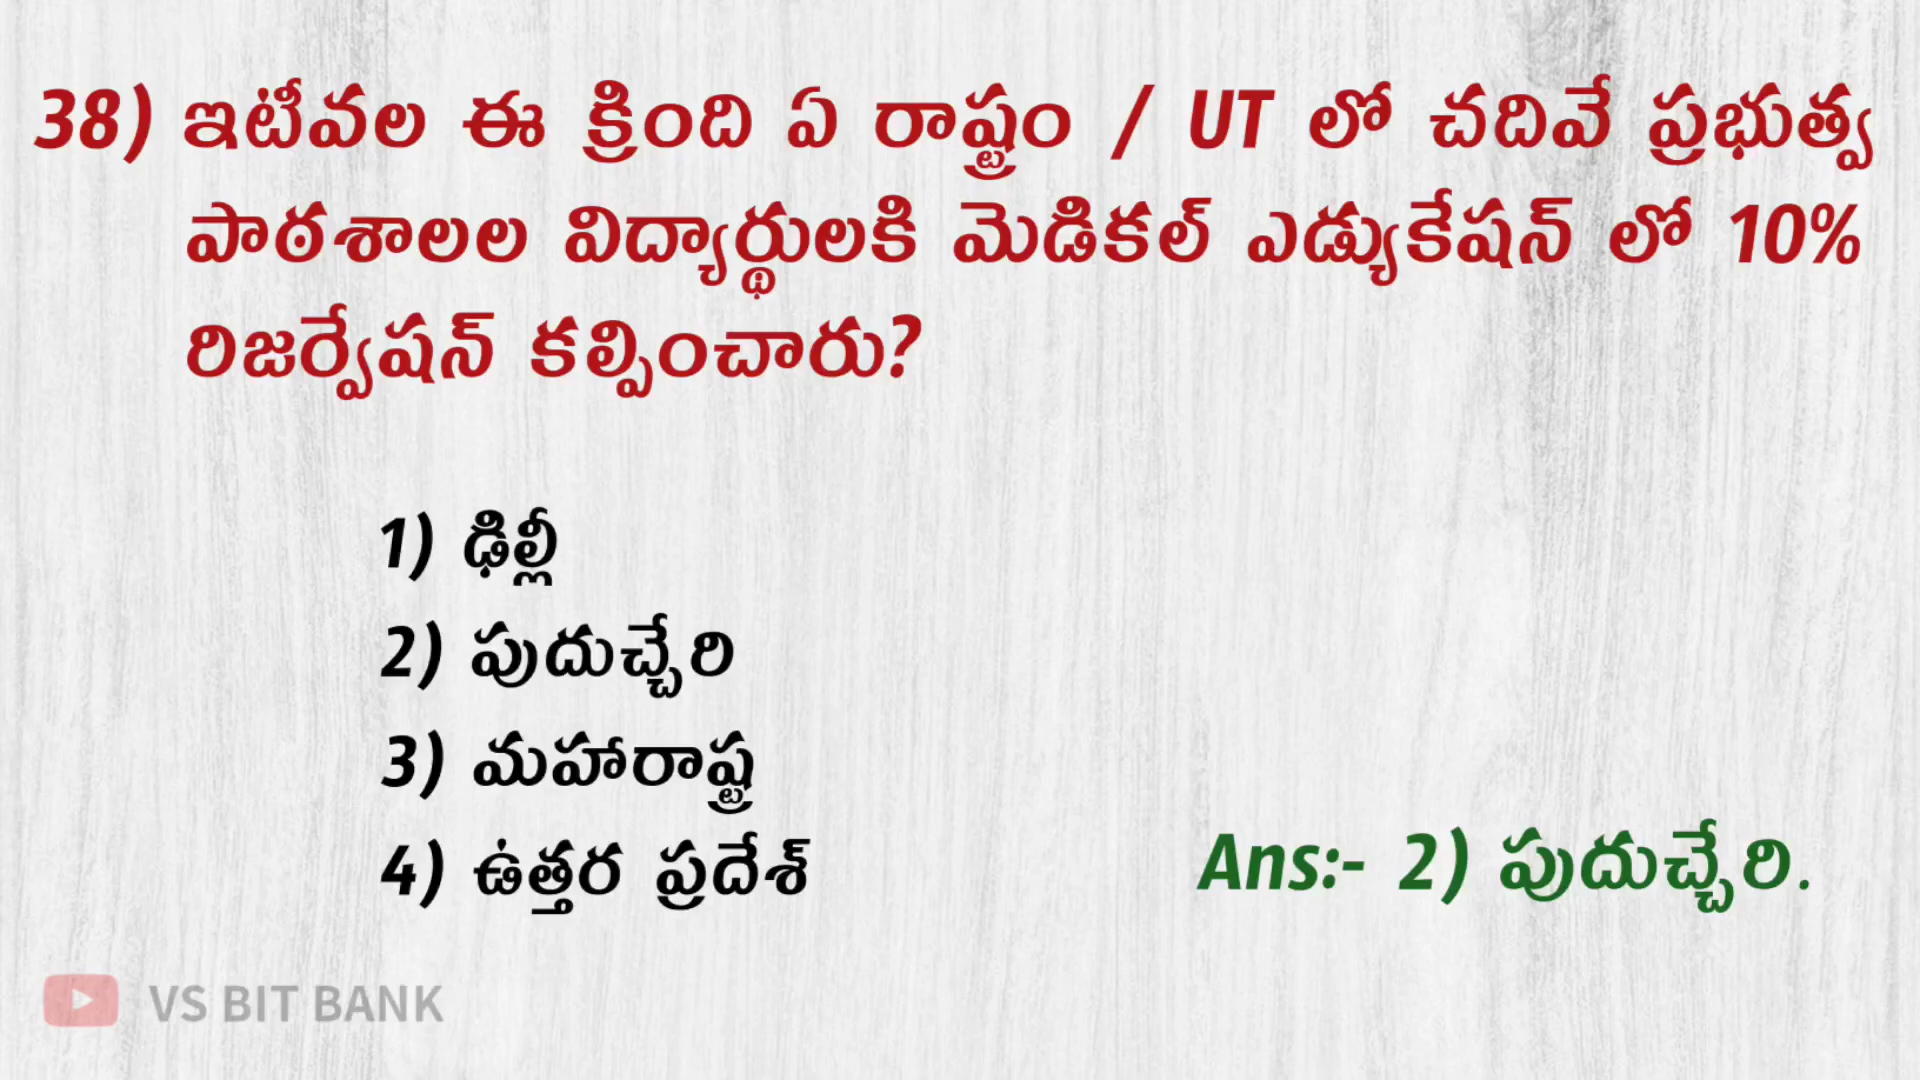 38) ఇటీవల ఈ క్రింది ఏ రాష్ట్రం / UT లో చదివే ప్రభుత్వ
పాఠశాలల విద్యార్థులకి మెడికల్ ఎడ్యుకేషన్ లో 10%
రిజర్వేషన్ కల్పించారు?
1) ఢిల్లీ
2) పుదుచ్చేరి
3) మహారాష్ట్ర
4) ఉత్తర ప్రదేశ్
Ans:- 2) పుదుచ్చేరి.
VS BIT BANK